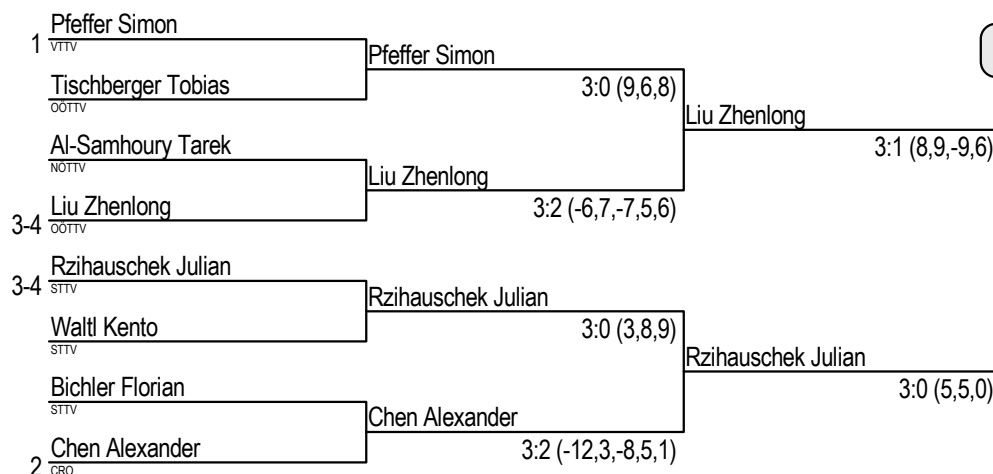 Pfeffer Simon
1 VTTV
Pfeffer Simon
Tischberger Tobias
3:0 (9,6,8)
OÖTTV
Liu Zhenlong
Al-Samhoury Tarek
3:1 (8,9,-9,6)
NÖTTV
Liu Zhenlong
Liu Zhenlong
3:2 (-6,7,-7,5,6)
3-4 OÖTTV
Rzihauschek Julian
3-4 STTV
Rzihauschek Julian
Waltl Kento
3:0 (3,8,9)
STTV
Rzihauschek Julian
Bichler Florian
3:0 (5,5,0)
STTV
Chen Alexander
Chen Alexander
3:2 (-12,3,-8,5,1)
2 CRO